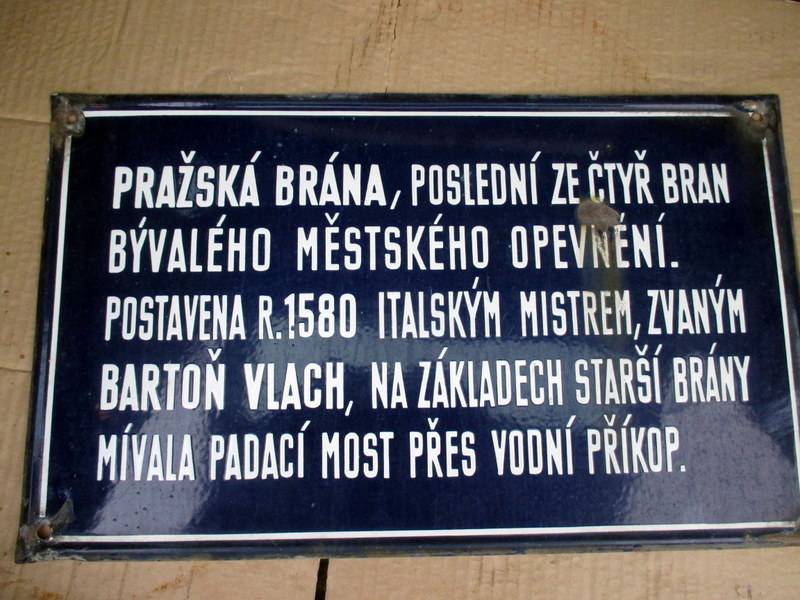 PRAŽSKÁ BRÁNA, POSLEDNÍ ZE ČTYŘ BRAN
BÝVALÉHO MĚSTSKÉHO OPEVNĚNÍ.
POSTAVENA R.1580 ITALSKÝM MISTREM, ZVANÝM
BARTOŇ VLACH, NA ZÁKLADECH STARŠÍ BRÁNY
MÍVALA PADACÍ MOST PŘES VODNÍ PŘÍKOP.